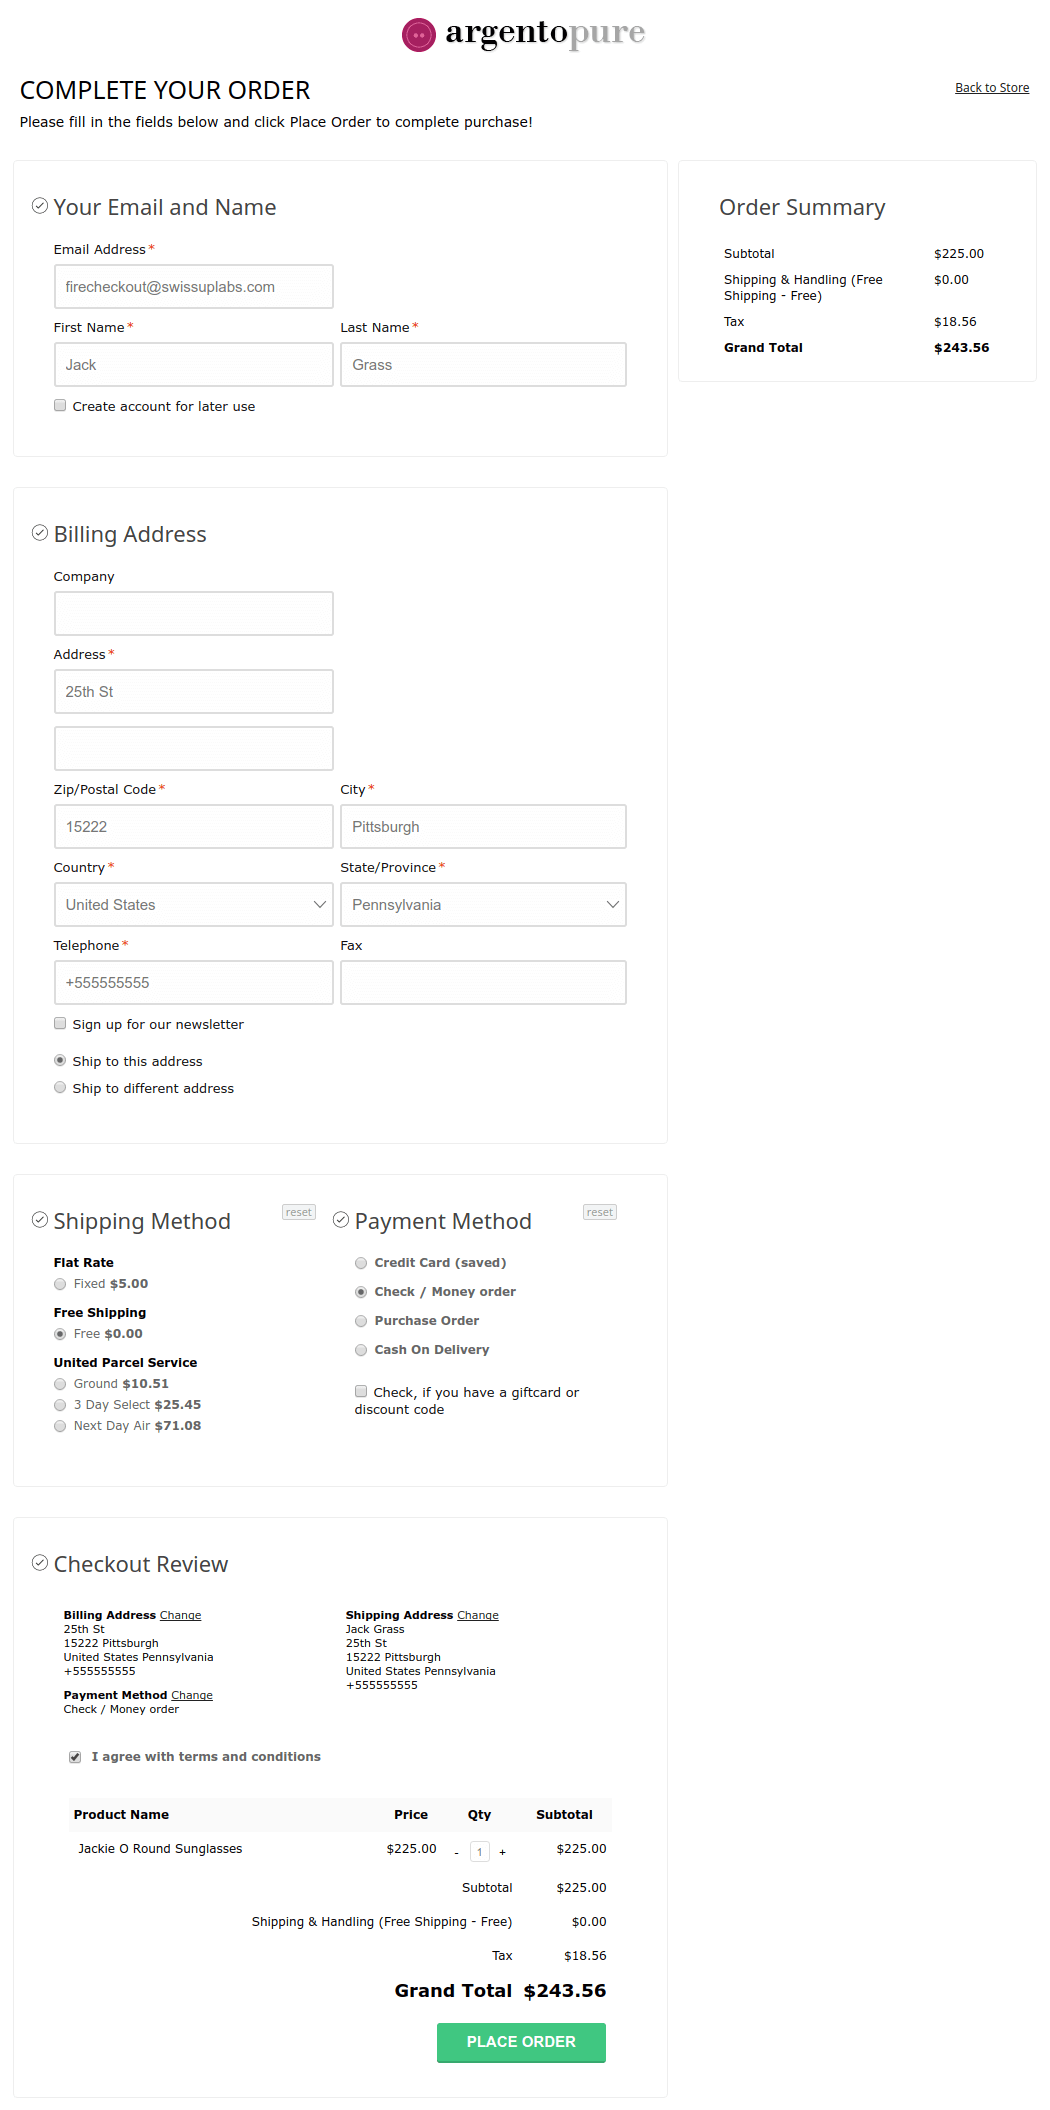 argentopure
COMPLETE YOUR ORDER
Back to Store
Please fill in the fields below and click Place Order to complete purchase!
Your Email and Name
Email Address*
firecheckout@swissuplabs.com
First Name* Last Name*
Jack Grass
Create account for later use
Order Summary
Subtotal $225.00
Shipping & Handling (Free $0.00
Shipping - Free)
Tax $18.56
Grand Total $243.56
Billing Address
Company
Address*
25th St
Zip/Postal Code* City*
15222 Pittsburgh
Country* State/Province*
United States Pennsylvania
Telephone* Fax
+555555555
Sign up for our newsletter
Ship to this address
Ship to different address
Shipping Method reset
Flat Rate
Fixed $5.00
Free Shipping
Free $0.00
United Parcel Service
Ground $10.51
3 Day Select $25.45
Next Day Air $71.08
Payment Method reset
Credit Card (saved)
Check / Money order
Purchase Order
Cash On Delivery
Check, if you have a giftcard or
discount code
Checkout Review
Billing Address Change
25th St
15222 Pittsburgh
United States Pennsylvania
+555555555
Payment Method Change
Check / Money order
Shipping Address Change
Jack Grass
25th St
15222 Pittsburgh
United States Pennsylvania
+555555555
I agree with terms and conditions
Product Name Price Qty Subtotal
Jackie O Round Sunglasses $225.00 - 1 + $225.00
Subtotal $225.00
Shipping & Handling (Free Shipping - Free) $0.00
Tax $18.56
Grand Total $243.56
PLACE ORDER